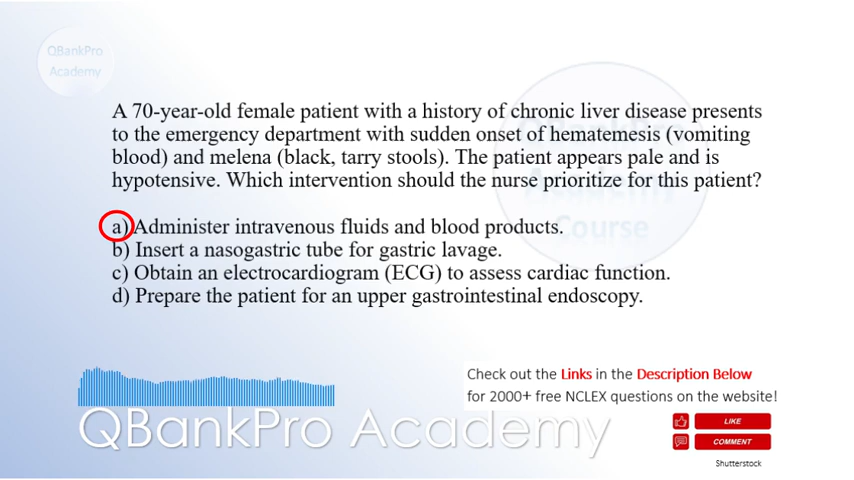 QBankPro
Academy
A 70-year-old female patient with a history of chronic liver disease presents
to the emergency department with sudden onset of hematemesis (vomiting
blood) and melena (black, tarry stools). The patient appears pale and is
hypotensive. Which intervention should the nurse prioritize for this patient?
a) Administer intravenous fluids and blood products.
b) Insert a nasogastric tube for gastric lavage.
c) Obtain an electrocardiogram (ECG) to assess cardiac function.
d) Prepare the patient for an upper gastrointestinal endoscopy.
QBankPro
Academy
Course
Check out the Links in the Description Below
for 2000+ free NCLEX questions on the website!
QBankPro Academy
LIKE
COMMENT
Shutterstock